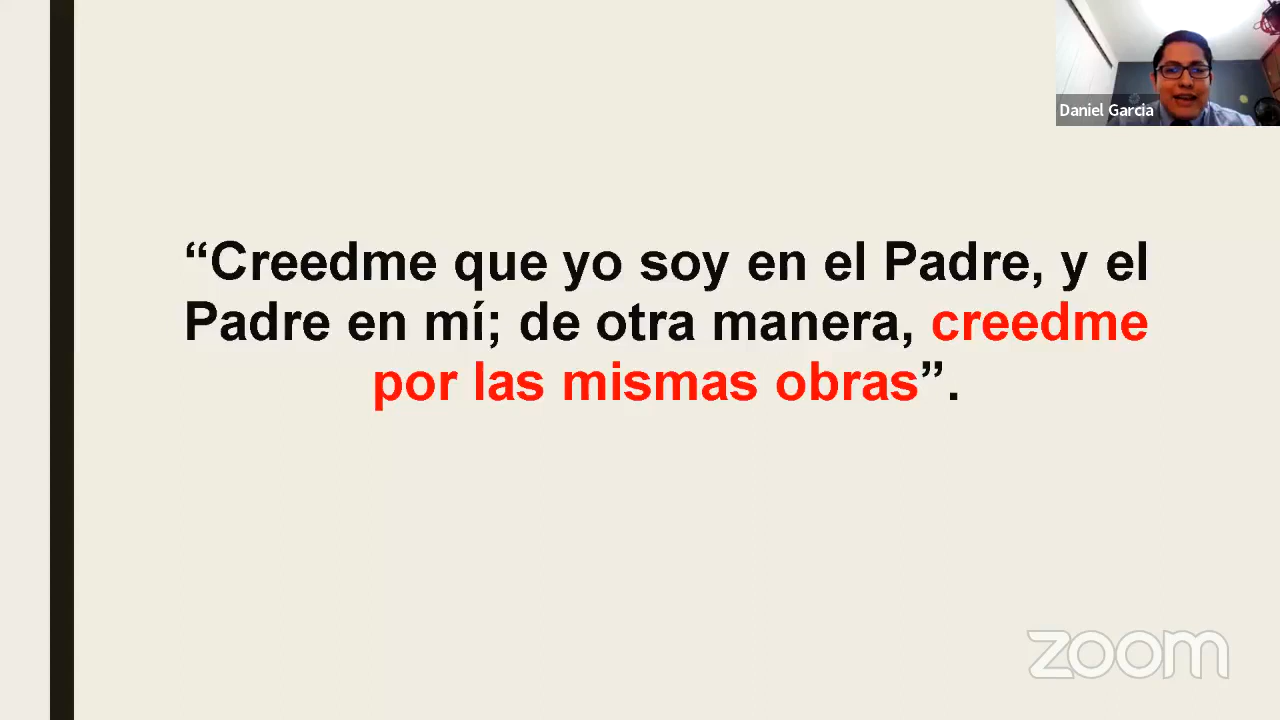 Daniel Garcia
“Creedme que yo soy en el Padre, y el
Padre en mí; de otra manera, creedme
por las mismas obras”.
zoom